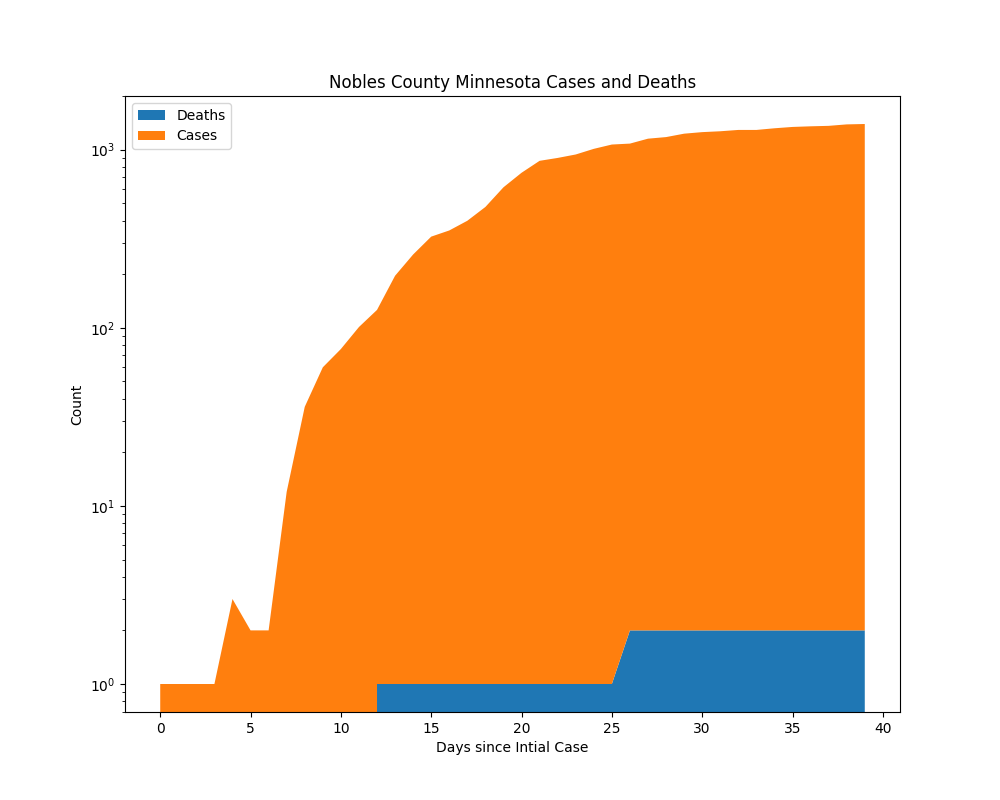 Nobles County Minnesota Cases and Deaths
Deaths
Cases
10³
10²
10¹
10⁰
Count
0 5 10 15 20 25 30 35 40
Days since Intial Case